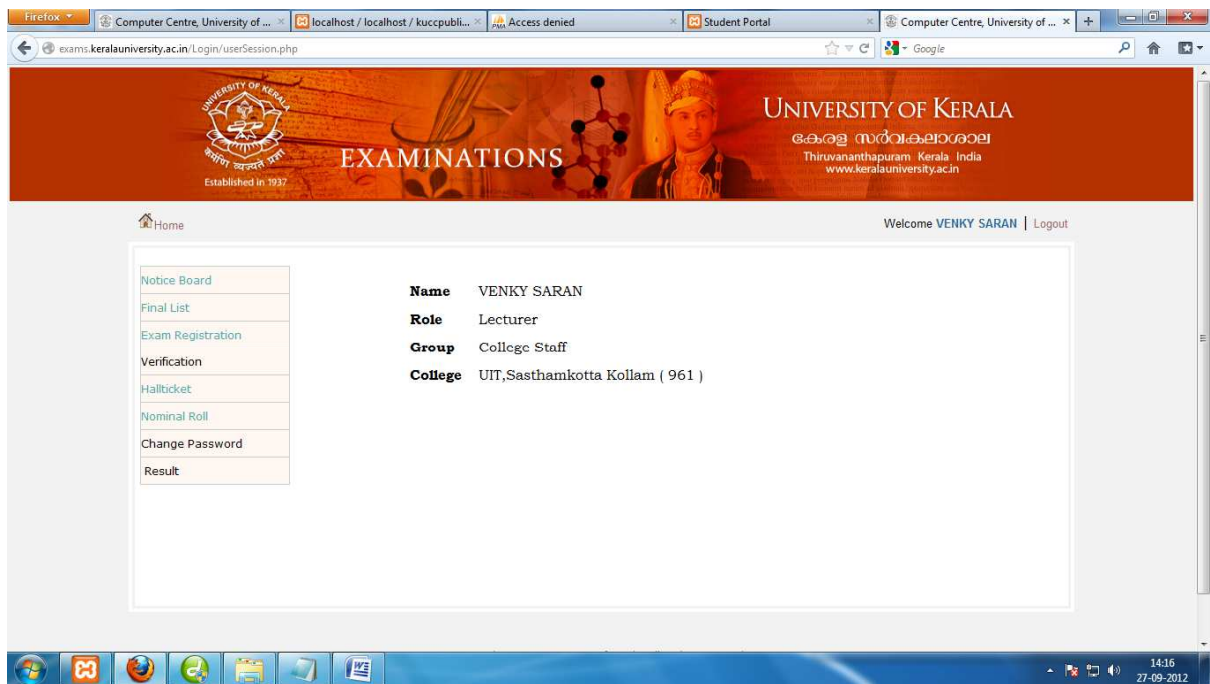 Firefox
Computer Centre, University of ...
localhost / localhost / kuccpubli...
Access denied
Student Portal
Computer Centre, University of ...
exams.keralauniversity.ac.in/Login/userSession.php
Google
UNIVERSITY OF KERALA
Established in 1937
EXAMINATIONS
UNIVERSITY OF KERALA
കേരള സർവകലാശാല
Thiruvananthapuram Kerala India
www.keralauniversity.ac.in
Home
Welcome VENKY SARAN | Logout
Notice Board
Final List
Exam Registration
Verification
Hallticket
Nominal Roll
Change Password
Result
Name VENKY SARAN
Role Lecturer
Group College Staff
College UIT,Sasthamkotta Kollam ( 961 )
14:16
27-09-2012